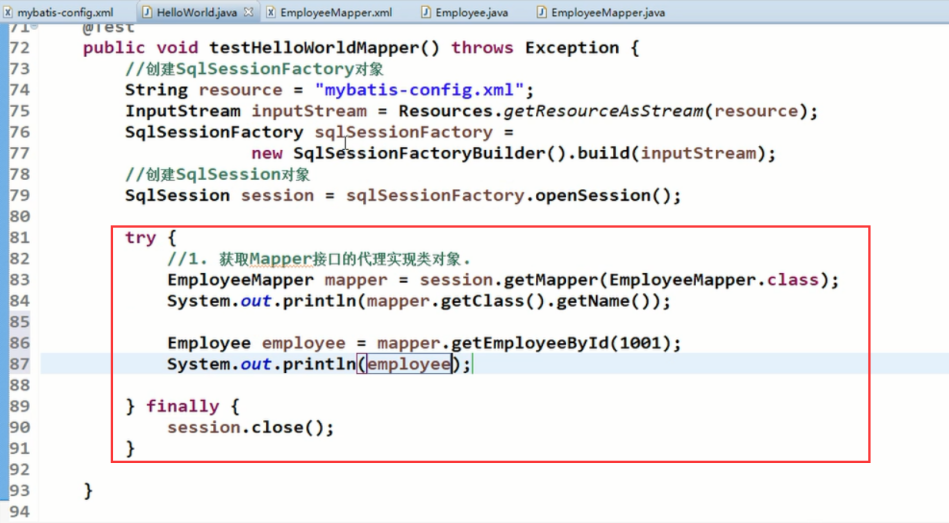 mybatis-config.xml HelloWorld.java EmployeeMapper.xml Employee.java EmployeeMapper.java
71 @Test
72 public void testHelloWorldMapper() throws Exception {
73 //创建SqlSessionFactory对象
74 String resource = "mybatis-config.xml";
75 InputStream inputStream = Resources.getResourceAsStream(resource);
76 SqlSessionFactory sqlSessionFactory =
77 new SqlSessionFactoryBuilder().build(inputStream);
78 //创建SqlSession对象
79 SqlSession session = sqlSessionFactory.openSession();
80
81 try {
82 //1. 获取Mapper接口的代理实现类对象.
83 EmployeeMapper mapper = session.getMapper(EmployeeMapper.class);
84 System.out.println(mapper.getClass().getName());
85
86 Employee employee = mapper.getEmployeeById(1001);
87 System.out.println(employee);
88
89 } finally {
90 session.close();
91 }
92
93 }
94